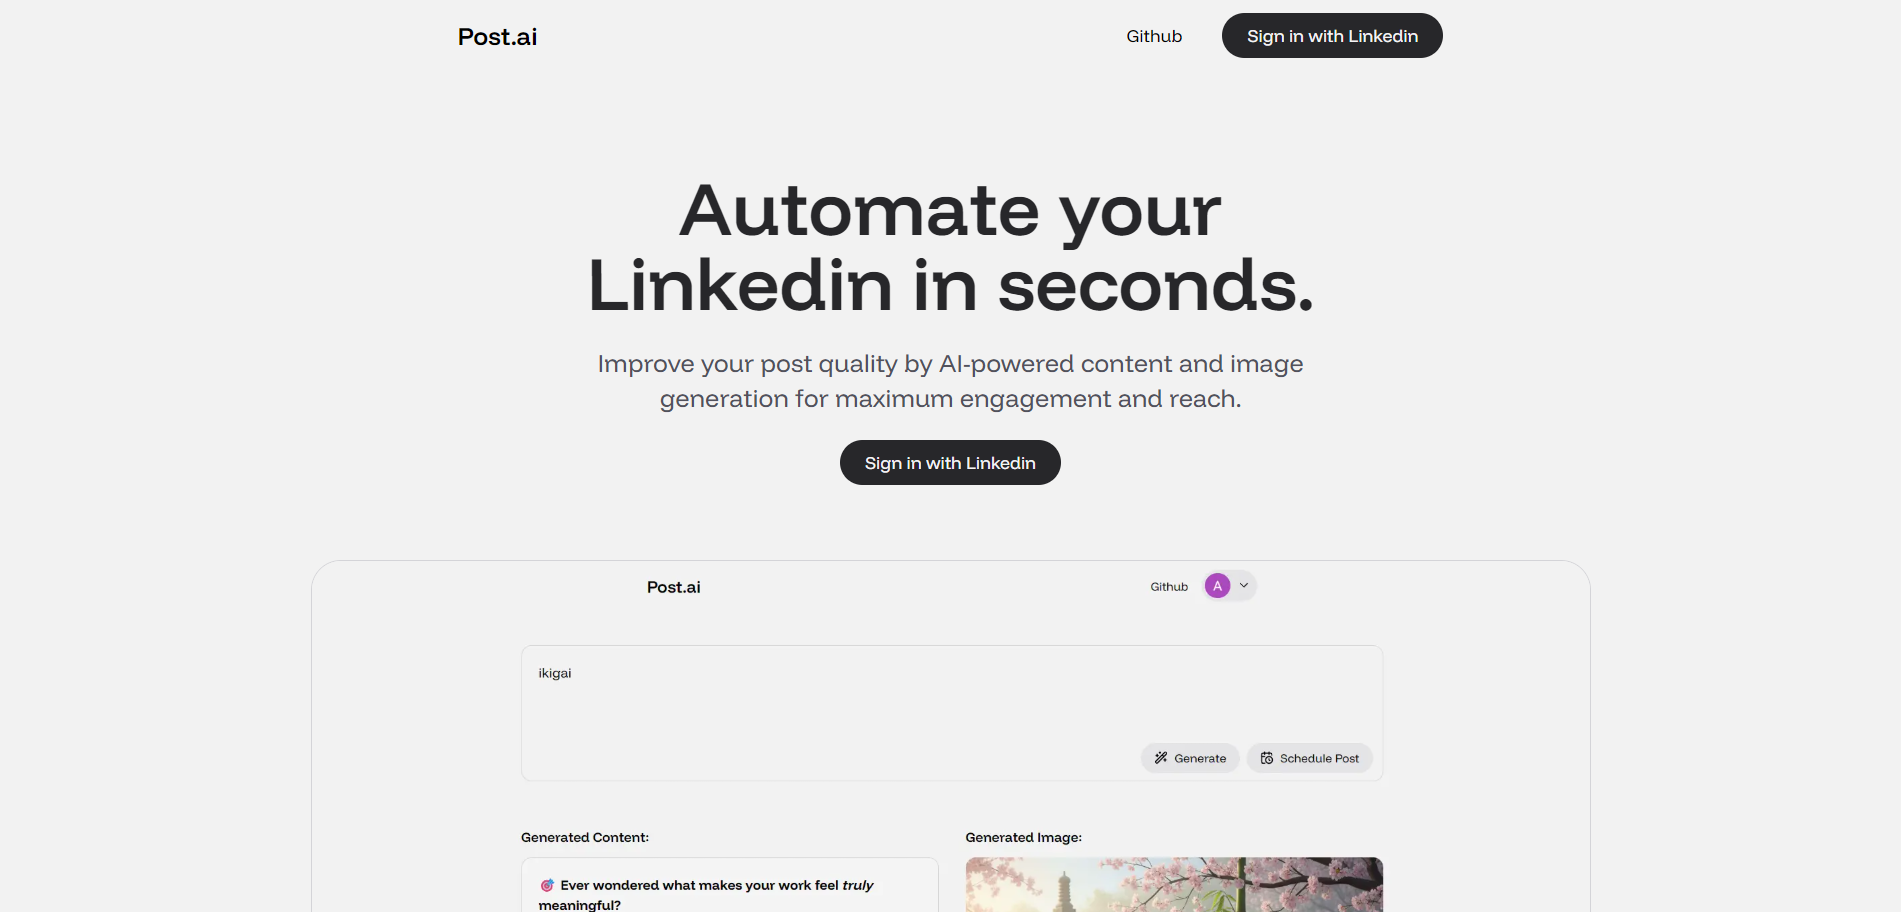 Post.ai
Github
Sign in with Linkedin
Automate your
Linkedin in seconds.
Improve your post quality by AI-powered content and image
generation for maximum engagement and reach.
Sign in with Linkedin
Post.ai
Github
A
ikigai
Generate
Schedule Post
Generated Content:
Generated Image:
🎯 Ever wondered what makes your work feel truly
meaningful?